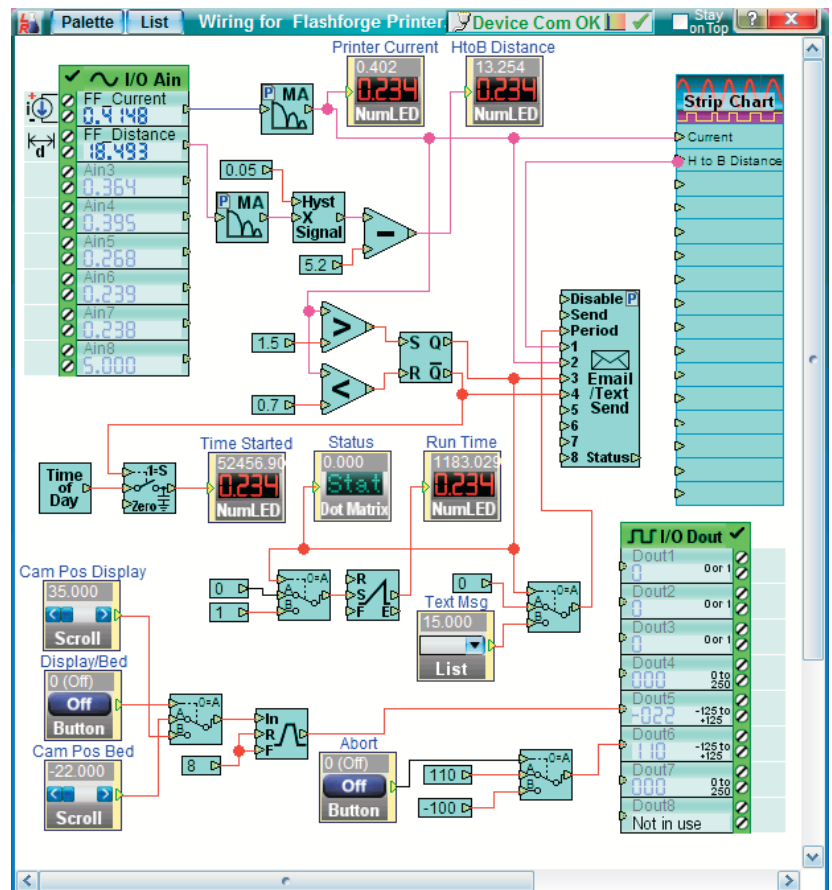 Palette List Wiring for Flashforge Printer. Device Com OK Stay on Top ? X
Printer Current HtoB Distance
0.402 13.254
0.234 0.234
NumLED NumLED
✓ I/O Ain
FF_Current
0.4148
FF_Distance
18.493
Ain3
0.364
Ain4
0.395
Ain5
0.268
Ain6
0.239
Ain7
0.238
Ain8
5.000
i
d
P MA
P MA
0.05
Hyst
X
Signal
5.2
−
Strip Chart
Current
H to B Distance
>
1.5
<
0.7
S Q
R Q̅
Disable P
Send
Period
1
2
3 Email
4 /Text
5 Send
6
7
8 Status
Time
of
Day
1=S
Zero
Time Started
52456.90
0.234
NumLED
Status
0.000
Stat
Dot Matrix
Run Time
1183.029
0.234
NumLED
0
1
0=A
A
B
R
S
F E
0
Text Msg
15.000
List
0=A
A
B
I/O Dout ✓
Dout1
0 0 or 1
Dout2
0 0 or 1
Dout3
0 0 or 1
Dout4
000 0 to 250
Dout5
-022 -125 to +125
Dout6
110 -125 to +125
Dout7
000 0 to 250
Dout8
Not in use
Cam Pos Display
35.000
Scroll
Display/Bed
0 (Off)
Off
Button
Cam Pos Bed
-22.000
Scroll
0=A
A
B
In
R
F
8
Abort
0 (Off)
Off
Button
110
-100
0=A
A
B